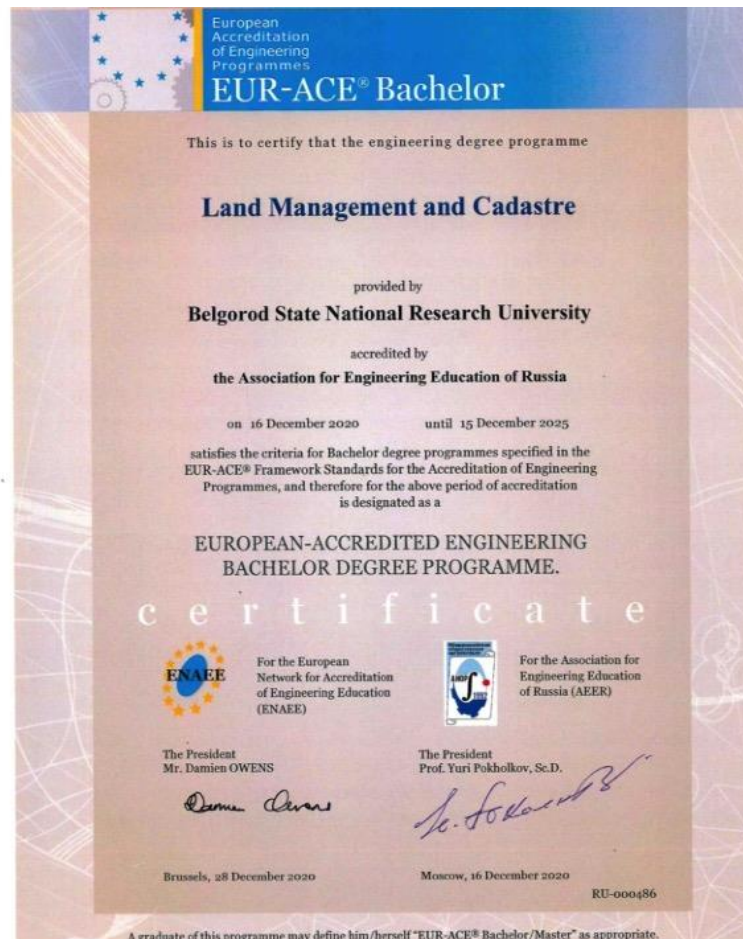 European
Accreditation
of Engineering
Programmes
EUR-ACE® Bachelor
This is to certify that the engineering degree programme
Land Management and Cadastre
provided by
Belgorod State National Research University
accredited by
the Association for Engineering Education of Russia
on 16 December 2020 until 15 December 2025
satisfies the criteria for Bachelor degree programmes specified in the
EUR-ACE® Framework Standards for the Accreditation of Engineering
Programmes, and therefore for the above period of accreditation
is designated as a
EUROPEAN-ACCREDITED ENGINEERING
BACHELOR DEGREE PROGRAMME.
certificate
ENAEE
For the European
Network for Accreditation
of Engineering Education
(ENAEE)
АИОР
For the Association for
Engineering Education
of Russia (AEER)
The President
Mr. Damien OWENS
The President
Prof. Yuri Pokholkov, Sc.D.
Damien Owens
Brussels, 28 December 2020
Moscow, 16 December 2020
RU-000486
A graduate of this programme may define him/herself "EUR-ACE® Bachelor/Master" as appropriate.